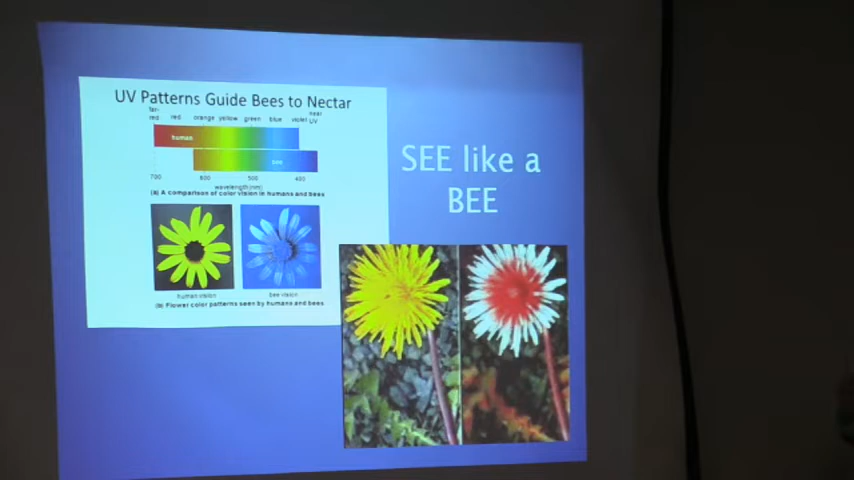 UV Patterns Guide Bees to Nectar
far-
red red orange yellow green blue violet near
UV
human
bee
700 600 500 400
wavelength(nm)
(a) A comparison of color vision in humans and bees
human vision bee vision
(b) Flower color patterns seen by humans and bees
SEE like a
BEE